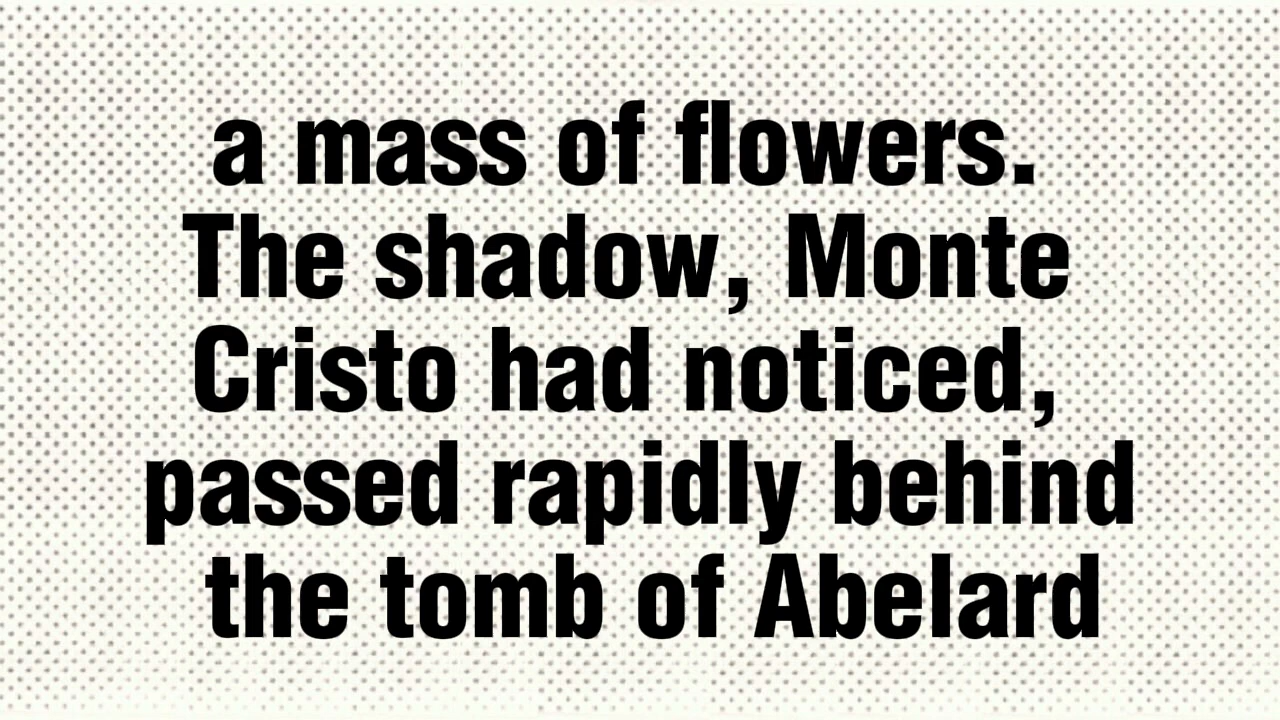 a mass of flowers.
The shadow, Monte
Cristo had noticed,
passed rapidly behind
the tomb of Abelard